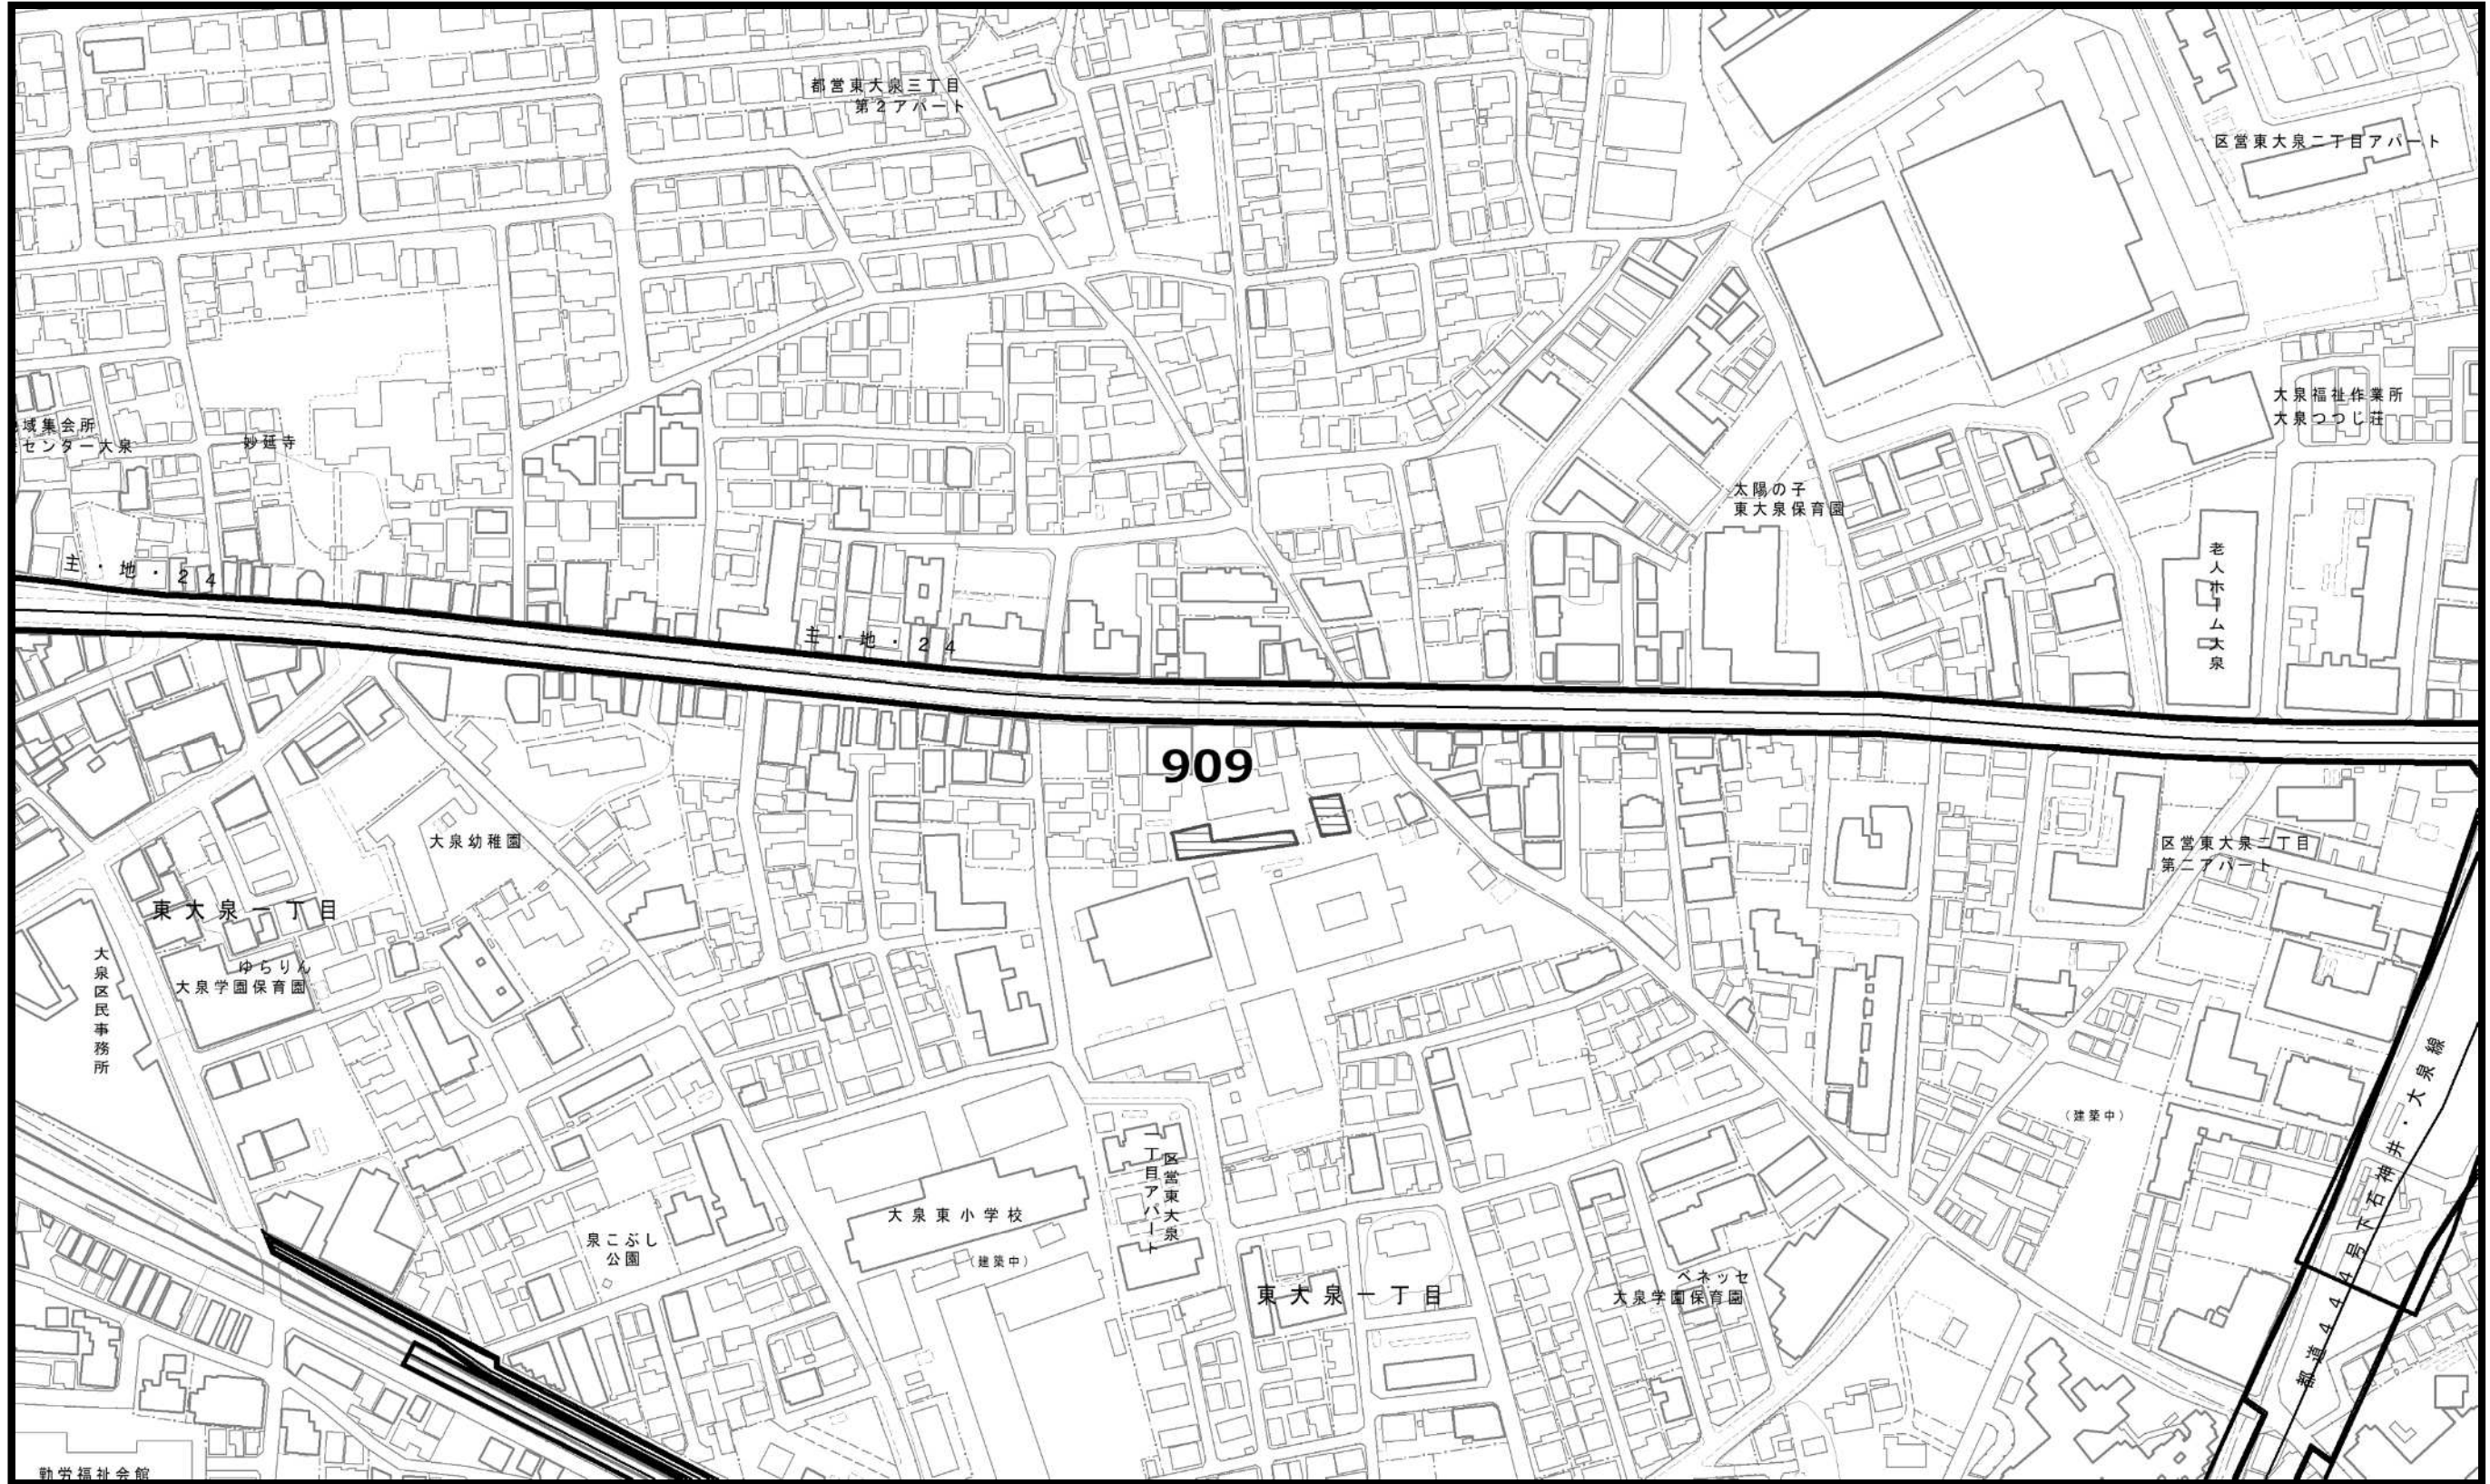 都営東大泉三丁目
第2アパート
区営東大泉二丁目アパート
域集会所
センター大泉
妙延寺
大泉福祉作業所
大泉つつじ荘
太陽の子
東大泉保育園
老人ホーム大泉
主・地・24
主・地・24
909
大泉幼稚園
区営東大泉二丁目
第二アパート
東大泉一丁目
大泉区民事務所
ゆらりん
大泉学園保育園
(建築中)
区営東大泉
一丁目アパート
大泉東小学校
(建築中)
泉こぶし
公園
東大泉一丁目
ベネッセ
大泉学園保育園
都道444号下石神井・大泉線
勤労福祉会館